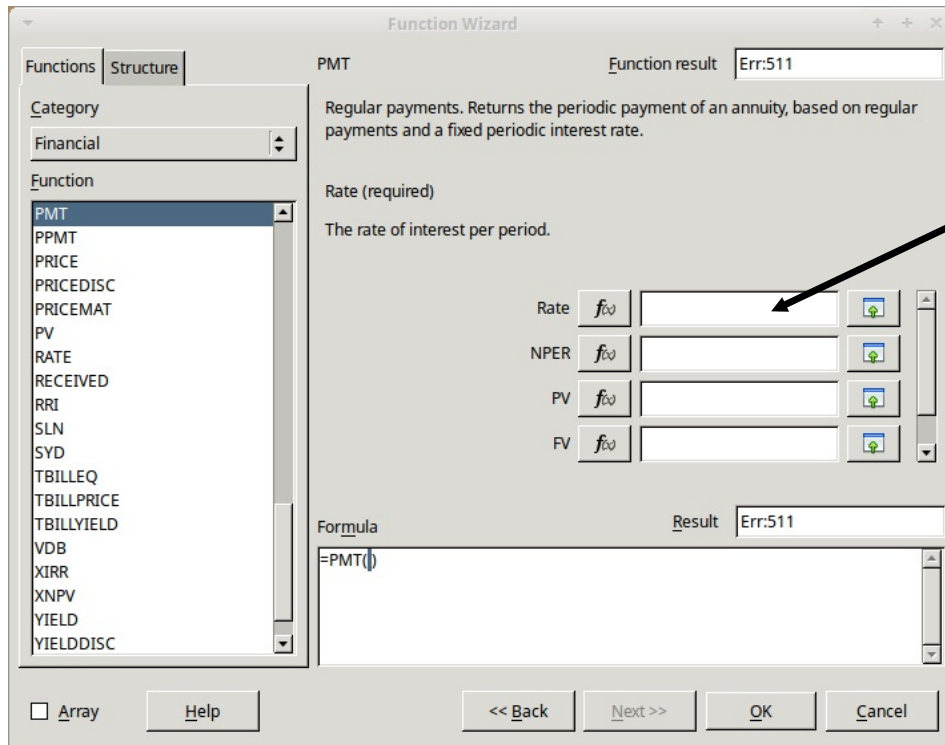 Function Wizard
Functions
Structure
Category
Financial
Function
PMT
PPMT
PRICE
PRICEDISC
PRICEMAT
PV
RATE
RECEIVED
RRI
SLN
SYD
TBILLEQ
TBILLPRICE
TBILLYIELD
VDB
XIRR
XNPV
YIELD
YIELDDISC
PMT
Function result
Err:511
Regular payments. Returns the periodic payment of an annuity, based on regular
payments and a fixed periodic interest rate.
Rate (required)
The rate of interest per period.
Rate f(x)
NPER f(x)
PV f(x)
FV f(x)
Formula
Result
Err:511
=PMT()
Array
Help
<< Back
Next >>
OK
Cancel